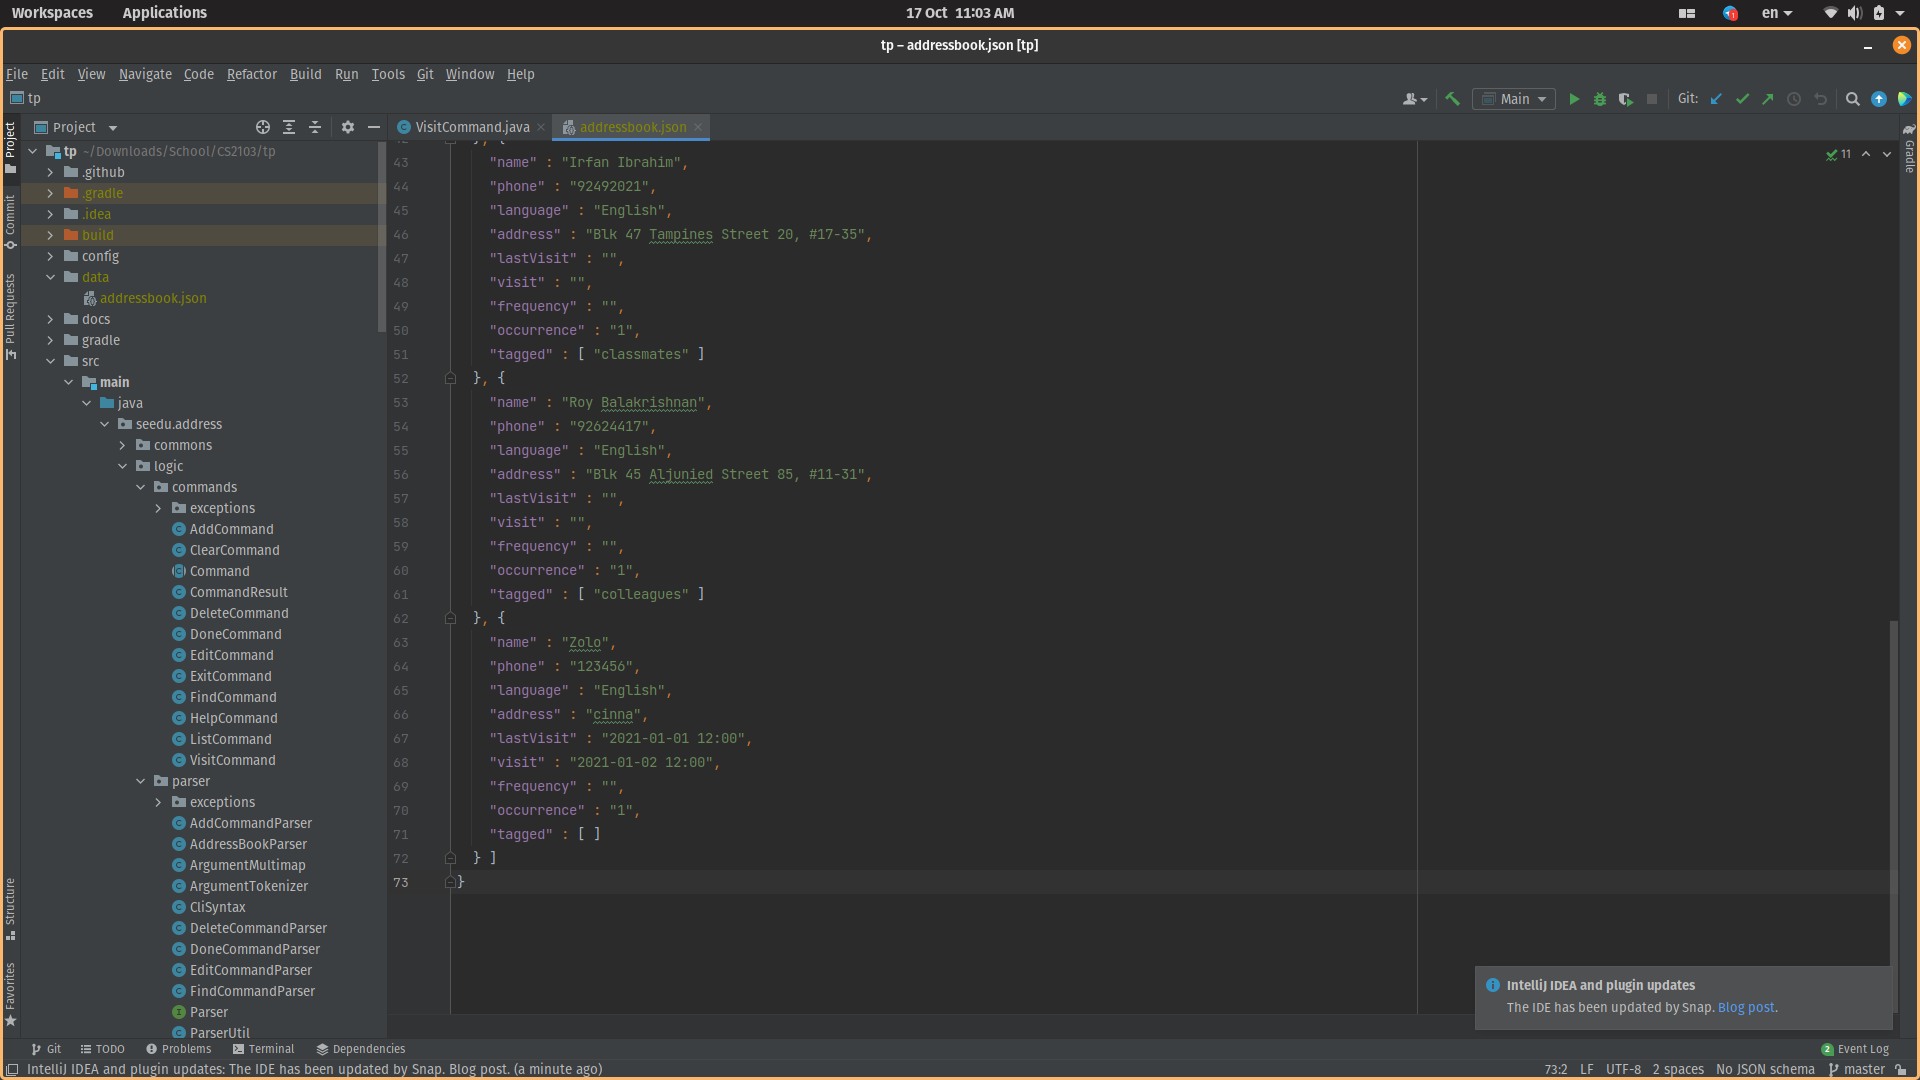 Workspaces Applications 17 Oct 11:03 AM en
tp – addressbook.json [tp]
File Edit View Navigate Code Refactor Build Run Tools Git Window Help
tp Main Git:
Project VisitCommand.java addressbook.json
Project
Commit
Pull Requests
Structure
Favorites
tp ~/Downloads/School/CS2103/tp
.github
.gradle
.idea
build
config
data
addressbook.json
docs
gradle
src
main
java
seedu.address
commons
logic
commands
exceptions
AddCommand
ClearCommand
Command
CommandResult
DeleteCommand
DoneCommand
EditCommand
ExitCommand
FindCommand
HelpCommand
ListCommand
VisitCommand
parser
exceptions
AddCommandParser
AddressBookParser
ArgumentMultimap
ArgumentTokenizer
CliSyntax
DeleteCommandParser
DoneCommandParser
EditCommandParser
FindCommandParser
Parser
ParserUtil
42 }, {
43 "name" : "Irfan Ibrahim",
44 "phone" : "92492021",
45 "language" : "English",
46 "address" : "Blk 47 Tampines Street 20, #17-35",
47 "lastVisit" : "",
48 "visit" : "",
49 "frequency" : "",
50 "occurrence" : "1",
51 "tagged" : [ "classmates" ]
52 }, {
53 "name" : "Roy Balakrishnan",
54 "phone" : "92624417",
55 "language" : "English",
56 "address" : "Blk 45 Aljunied Street 85, #11-31",
57 "lastVisit" : "",
58 "visit" : "",
59 "frequency" : "",
60 "occurrence" : "1",
61 "tagged" : [ "colleagues" ]
62 }, {
63 "name" : "Zolo",
64 "phone" : "123456",
65 "language" : "English",
66 "address" : "cinna",
67 "lastVisit" : "2021-01-01 12:00",
68 "visit" : "2021-01-02 12:00",
69 "frequency" : "",
70 "occurrence" : "1",
71 "tagged" : [ ]
72 } ]
73 }
11
Gradle
IntelliJ IDEA and plugin updates
The IDE has been updated by Snap. Blog post.
Git TODO Problems Terminal Dependencies 2 Event Log
IntelliJ IDEA and plugin updates: The IDE has been updated by Snap. Blog post. (a minute ago) 73:2 LF UTF-8 2 spaces No JSON schema master